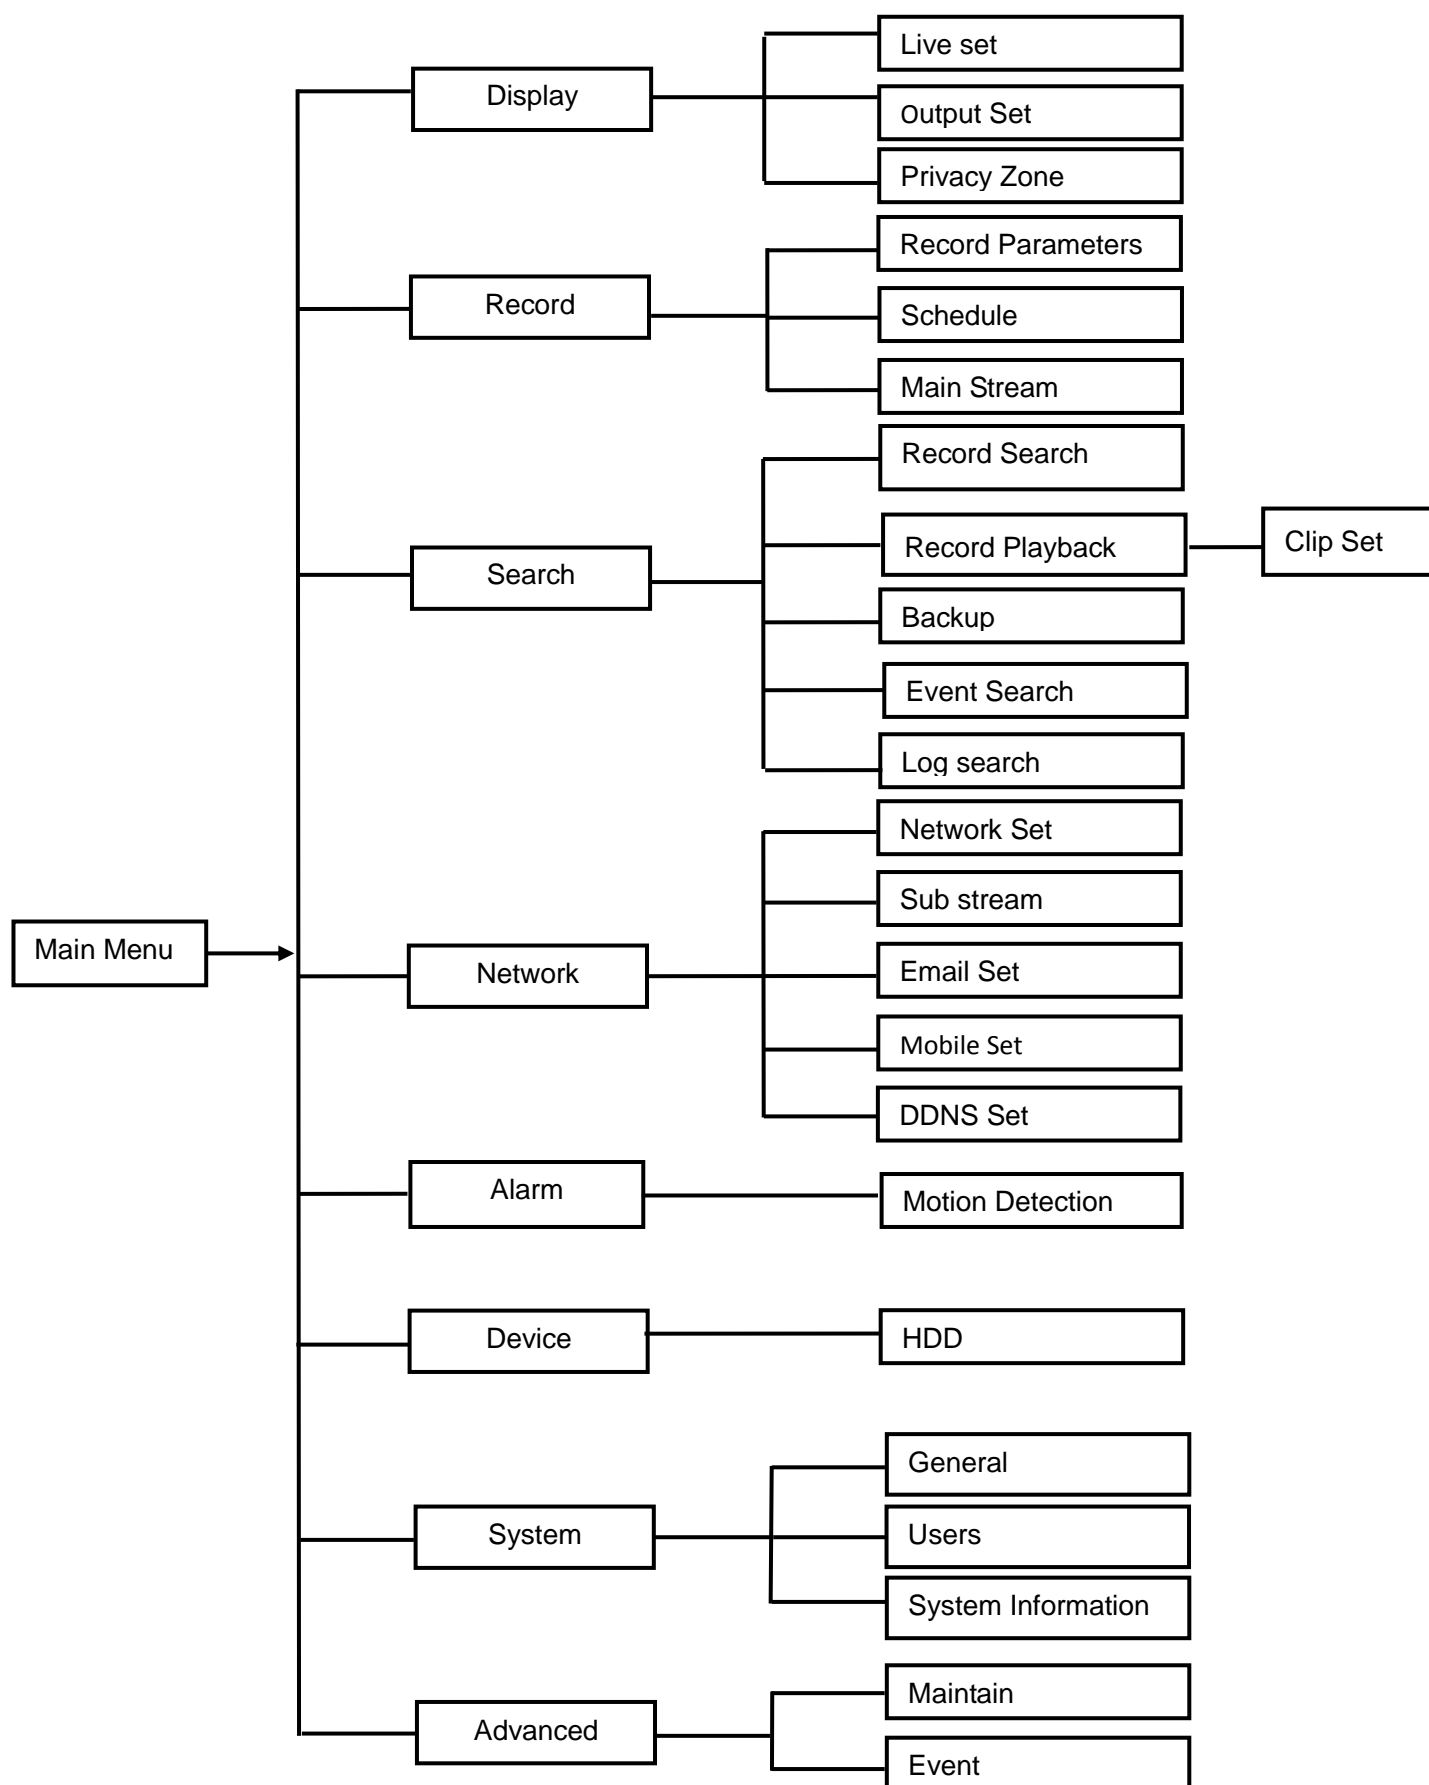 Live set
Display
Output Set
Privacy Zone
Record Parameters
Record
Schedule
Main Stream
Record Search
Record Playback
Clip Set
Search
Backup
Event Search
Log search
Network Set
Sub stream
Main Menu
Network
Email Set
Mobile Set
DDNS Set
Alarm
Motion Detection
Device
HDD
General
System
Users
System Information
Maintain
Advanced
Event